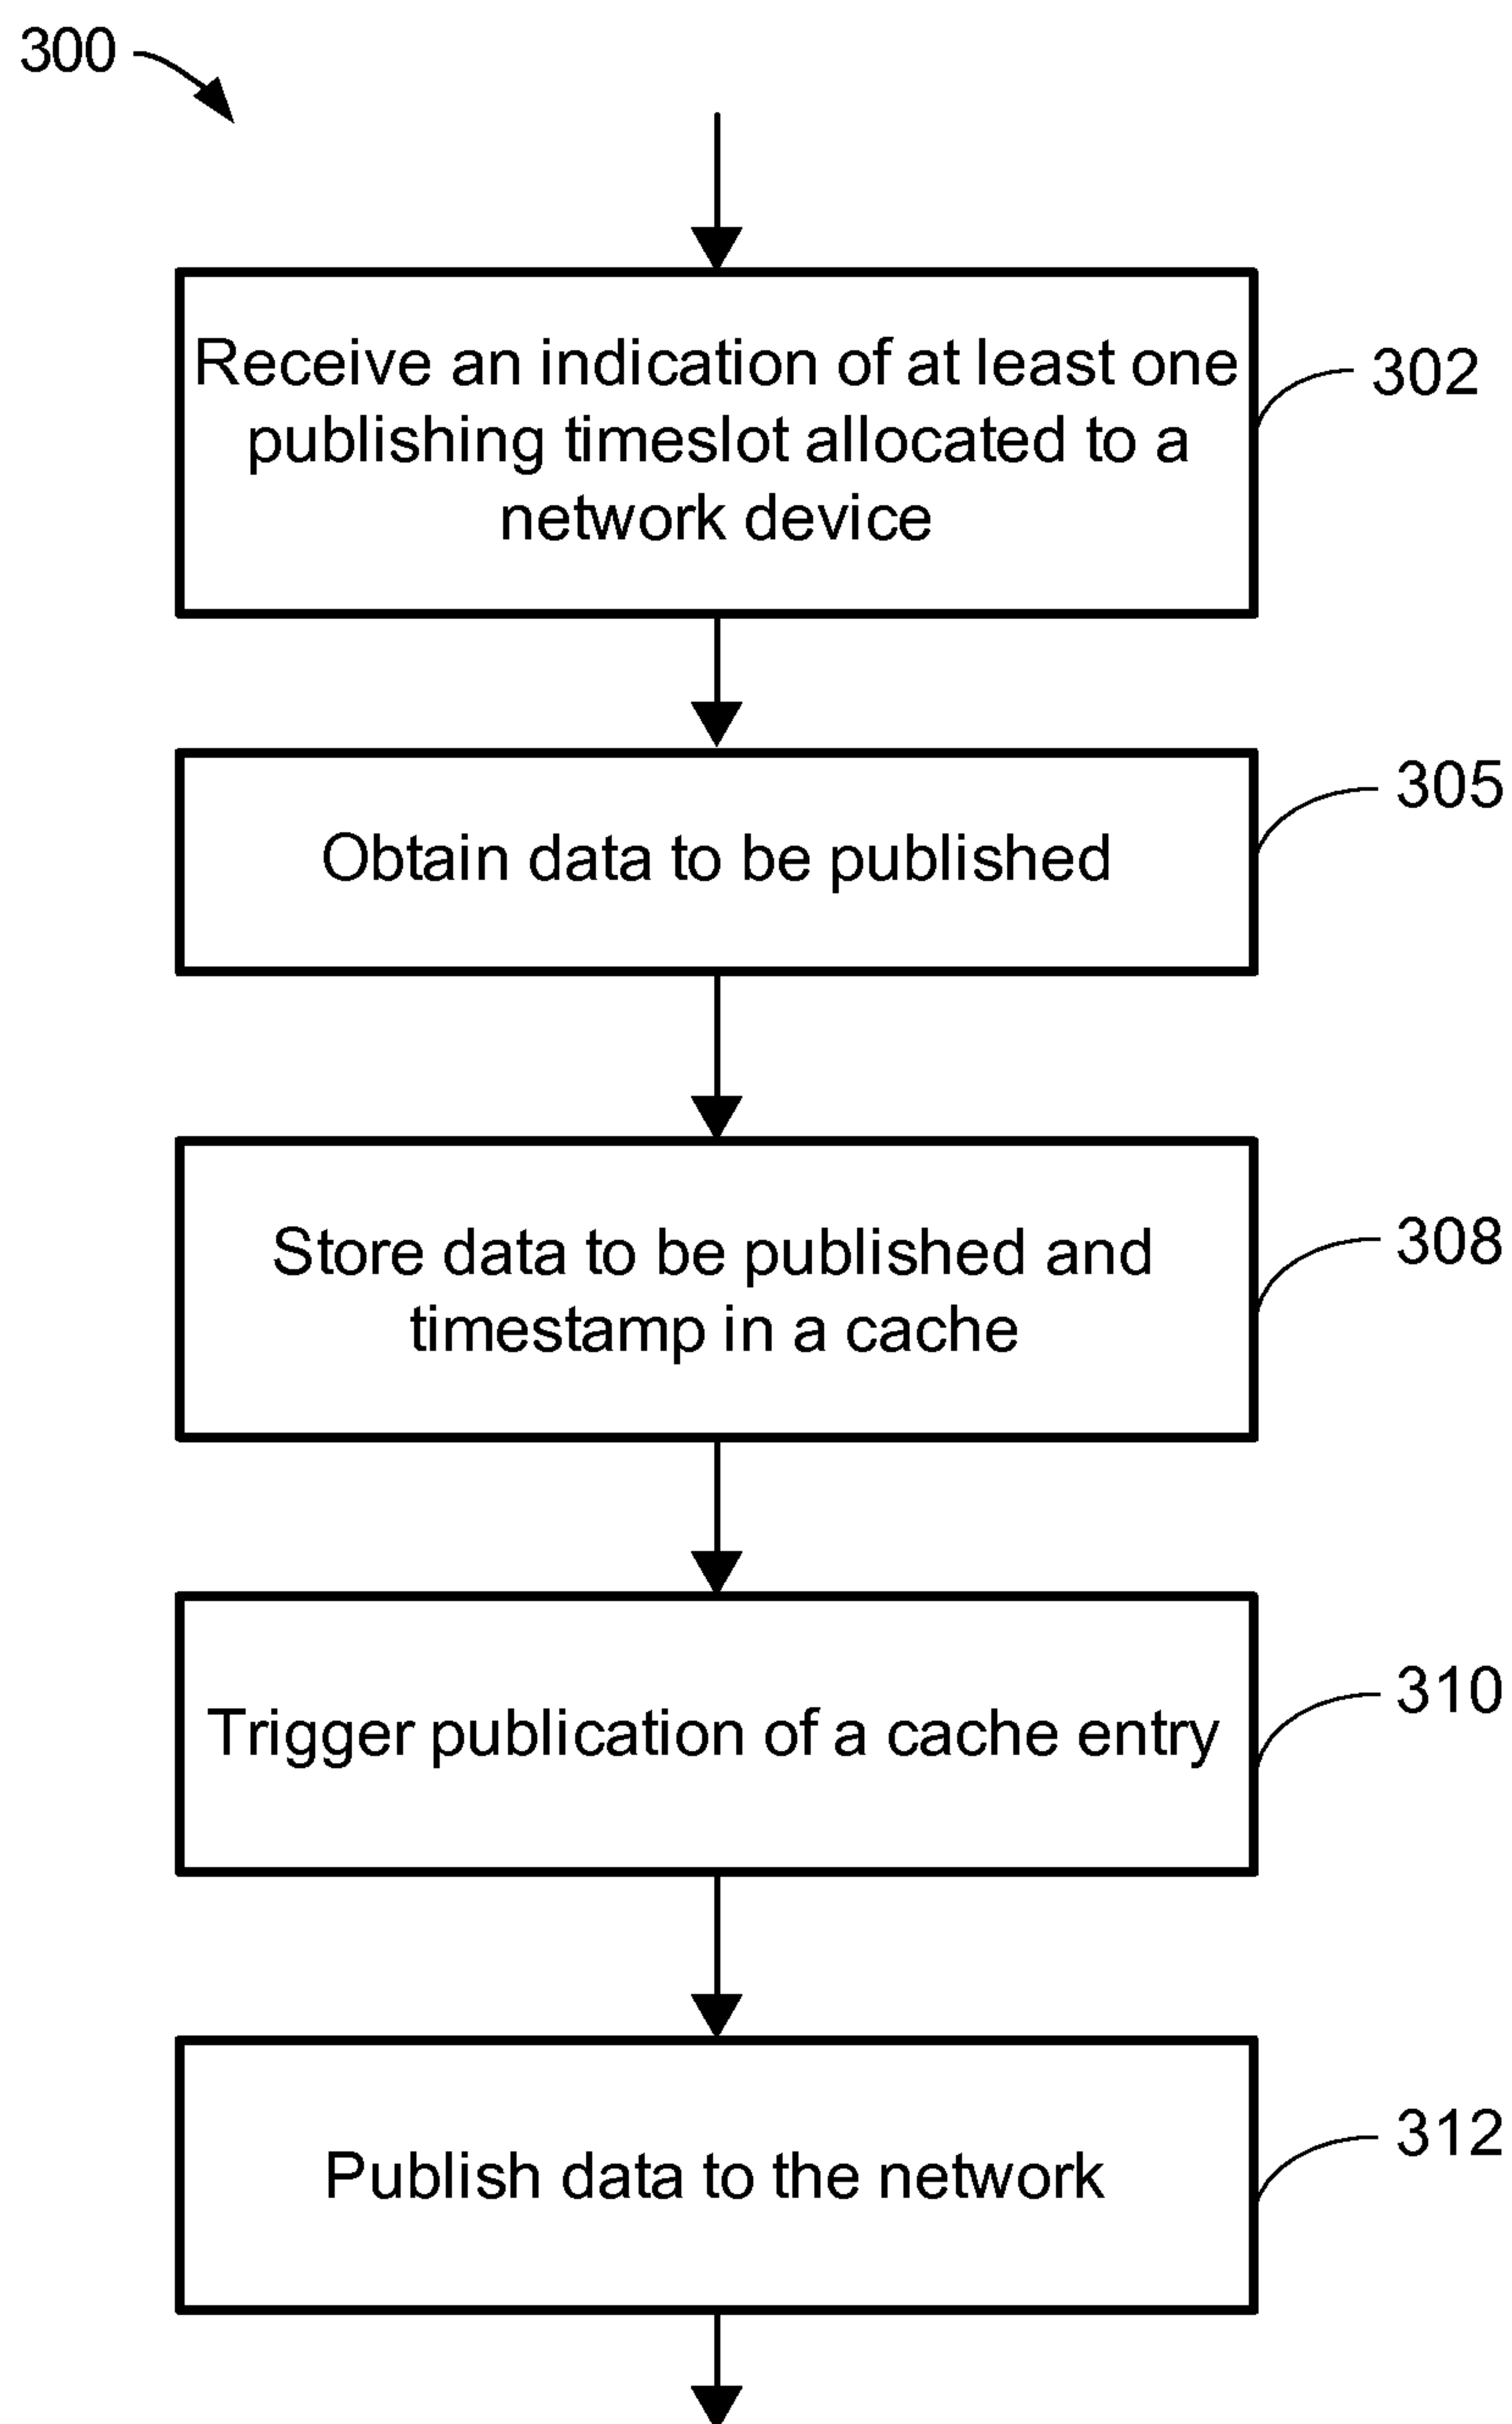 300
Receive an indication of at least one
publishing timeslot allocated to a
network device
302
Obtain data to be published
305
Store data to be published and
timestamp in a cache
308
Trigger publication of a cache entry
310
Publish data to the network
312